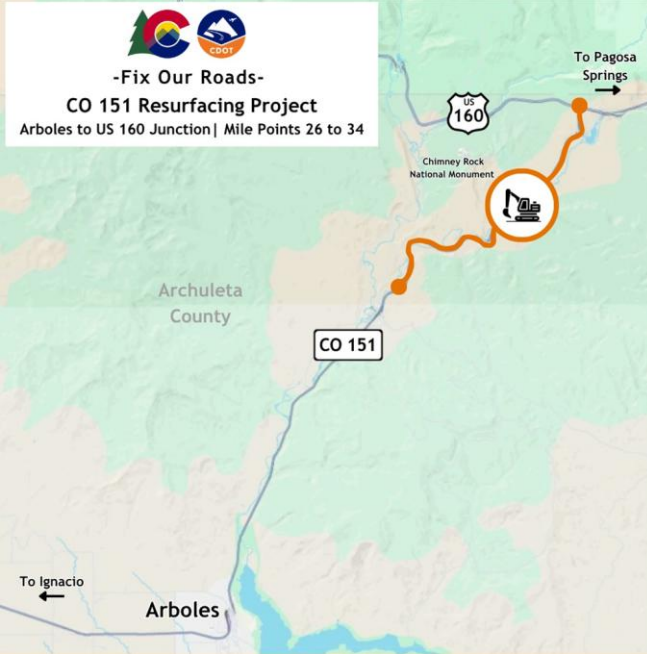 CDOT
-Fix Our Roads-
CO 151 Resurfacing Project
Arboles to US 160 Junction| Mile Points 26 to 34
To Pagosa
Springs
US
160
Chimney Rock
National Monument
Archuleta
County
CO 151
To Ignacio
Arboles